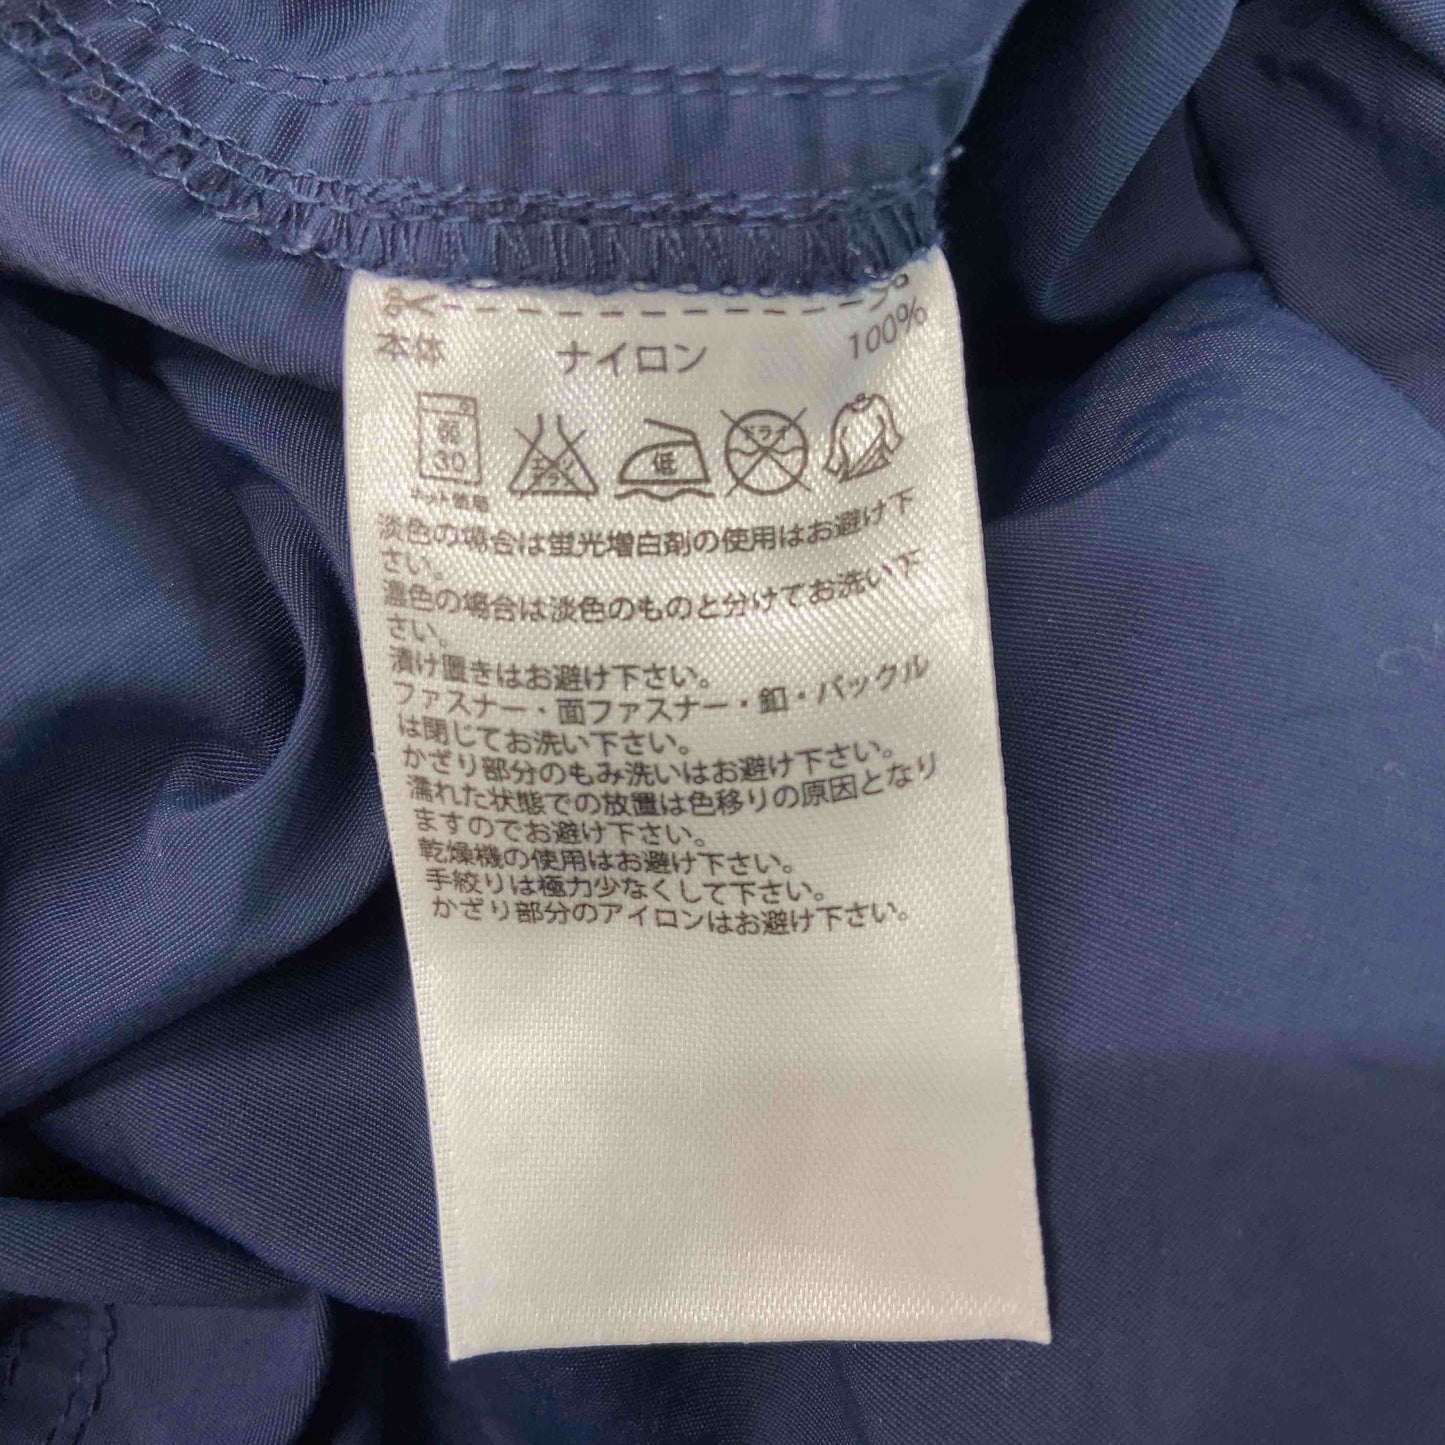 本体 ナイロン 100%
弱
30
ネット使用
エンソ
サラシ
低
ドライ
淡色の場合は蛍光増白剤の使用はお避け下
さい。
濃色の場合は淡色のものと分けてお洗い下
さい。
漬け置きはお避け下さい。
ファスナー・面ファスナー・釦・バックル
は閉じてお洗い下さい。
かざり部分のもみ洗いはお避け下さい。
濡れた状態での放置は色移りの原因となり
ますのでお避け下さい。
乾燥機の使用はお避け下さい。
手絞りは極力少なくして下さい。
かざり部分のアイロンはお避け下さい。